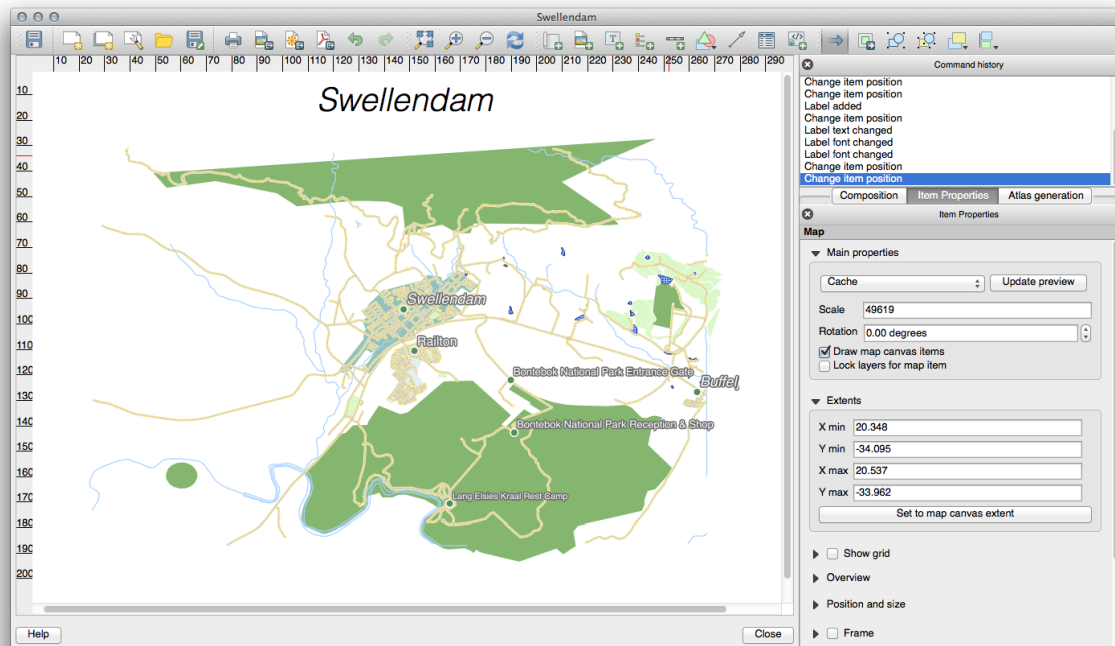 Swellendam
10 20 30 40 50 60 70 80 90 100 110 120 130 140 150 160 170 180 190 200 210 220 230 240 250 260 270 280 290
10
20
30
40
50
60
70
80
90
100
110
120
130
140
150
160
170
180
190
200
Swellendam
Swellendam
Railton
Bontebok National Park Entrance Gate
Buffelj
Bontebok National Park Reception & Shop
Lang Elsies Kraal Rest Camp
Help
Close
Command history
Change item position
Change item position
Label added
Change item position
Label text changed
Label font changed
Label font changed
Change item position
Change item position
Composition Item Properties Atlas generation
Item Properties
Map
Main properties
Cache Update preview
Scale 49619
Rotation 0.00 degrees
Draw map canvas items
Lock layers for map item
Extents
X min 20.348
Y min -34.095
X max 20.537
Y max -33.962
Set to map canvas extent
Show grid
Overview
Position and size
Frame